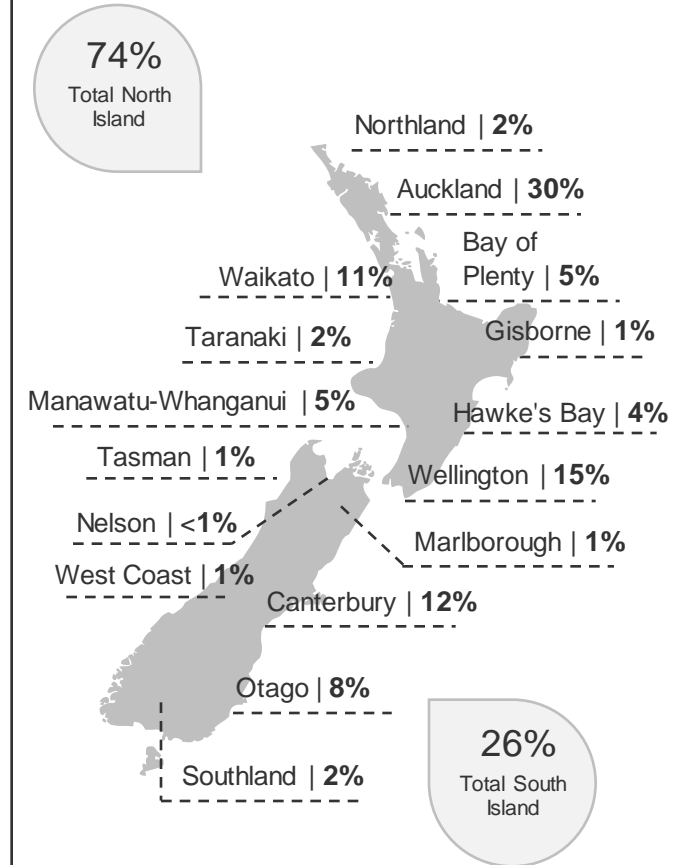 74%
Total North
Island
Northland | 2%
Auckland | 30%
Bay of
Plenty | 5%
Waikato | 11%
Gisborne | 1%
Taranaki | 2%
Manawatu-Whanganui | 5%
Hawke's Bay | 4%
Tasman | 1%
Wellington | 15%
Nelson | <1%
Marlborough | 1%
West Coast | 1%
Canterbury | 12%
Otago | 8%
Southland | 2%
26%
Total South
Island